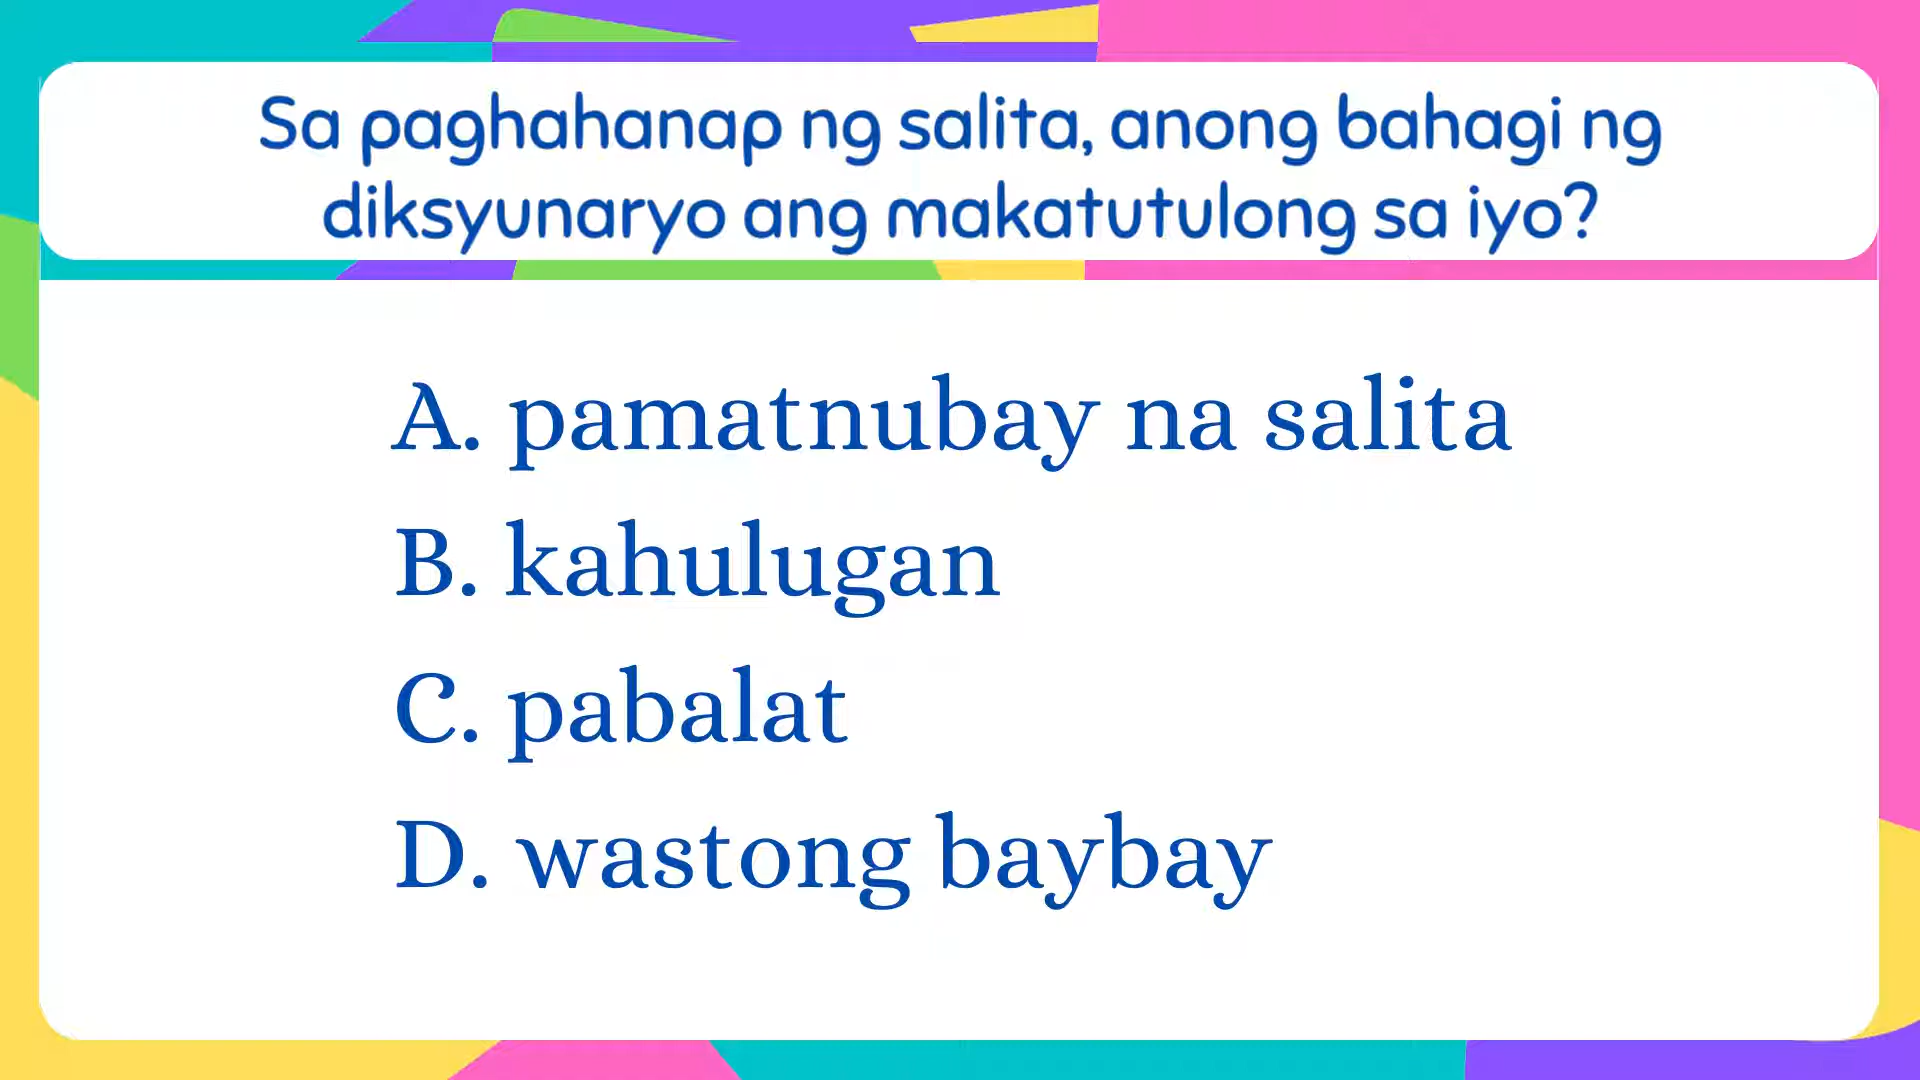 Sa paghahanap ng salita, anong bahagi ng
diksyunaryo ang makatutulong sa iyo?
A. pamatnubay na salita
B. kahulugan
C. pabalat
D. wastong baybay